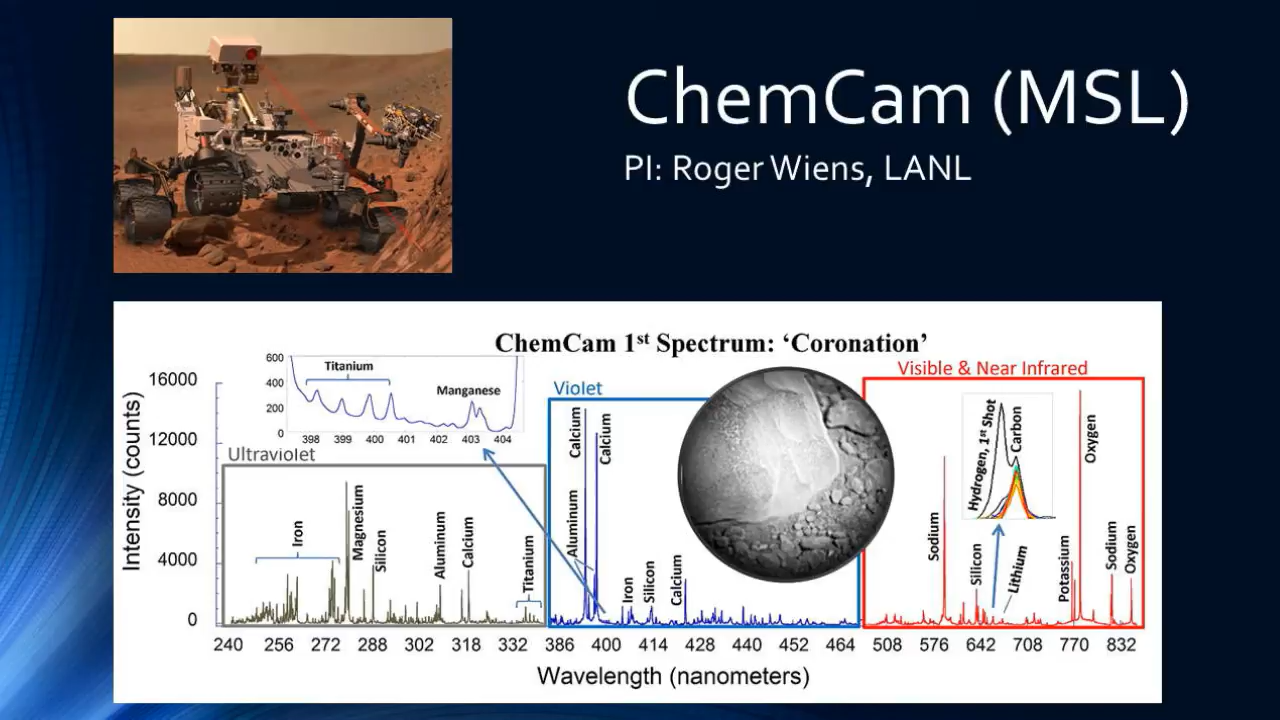 ChemCam (MSL)
PI: Roger Wiens, LANL
ChemCam 1st Spectrum: ‘Coronation’
Intensity (counts)
16000
12000
8000
4000
0
600
400
200
0
Titanium
Manganese
398 399 400 401 402 403 404
Ultraviolet
Iron
Magnesium
Silicon
Aluminum
Calcium
Titanium
Violet
Calcium
Calcium
Aluminum
Iron
Silicon
Calcium
Visible & Near Infrared
Sodium
Silicon
Hydrogen, 1st Shot
Carbon
Lithium
Potassium
Oxygen
Sodium
Oxygen
240 256 272 288 302 318 332 386 400 414 428 440 452 464 508 576 642 708 770 832
Wavelength (nanometers)